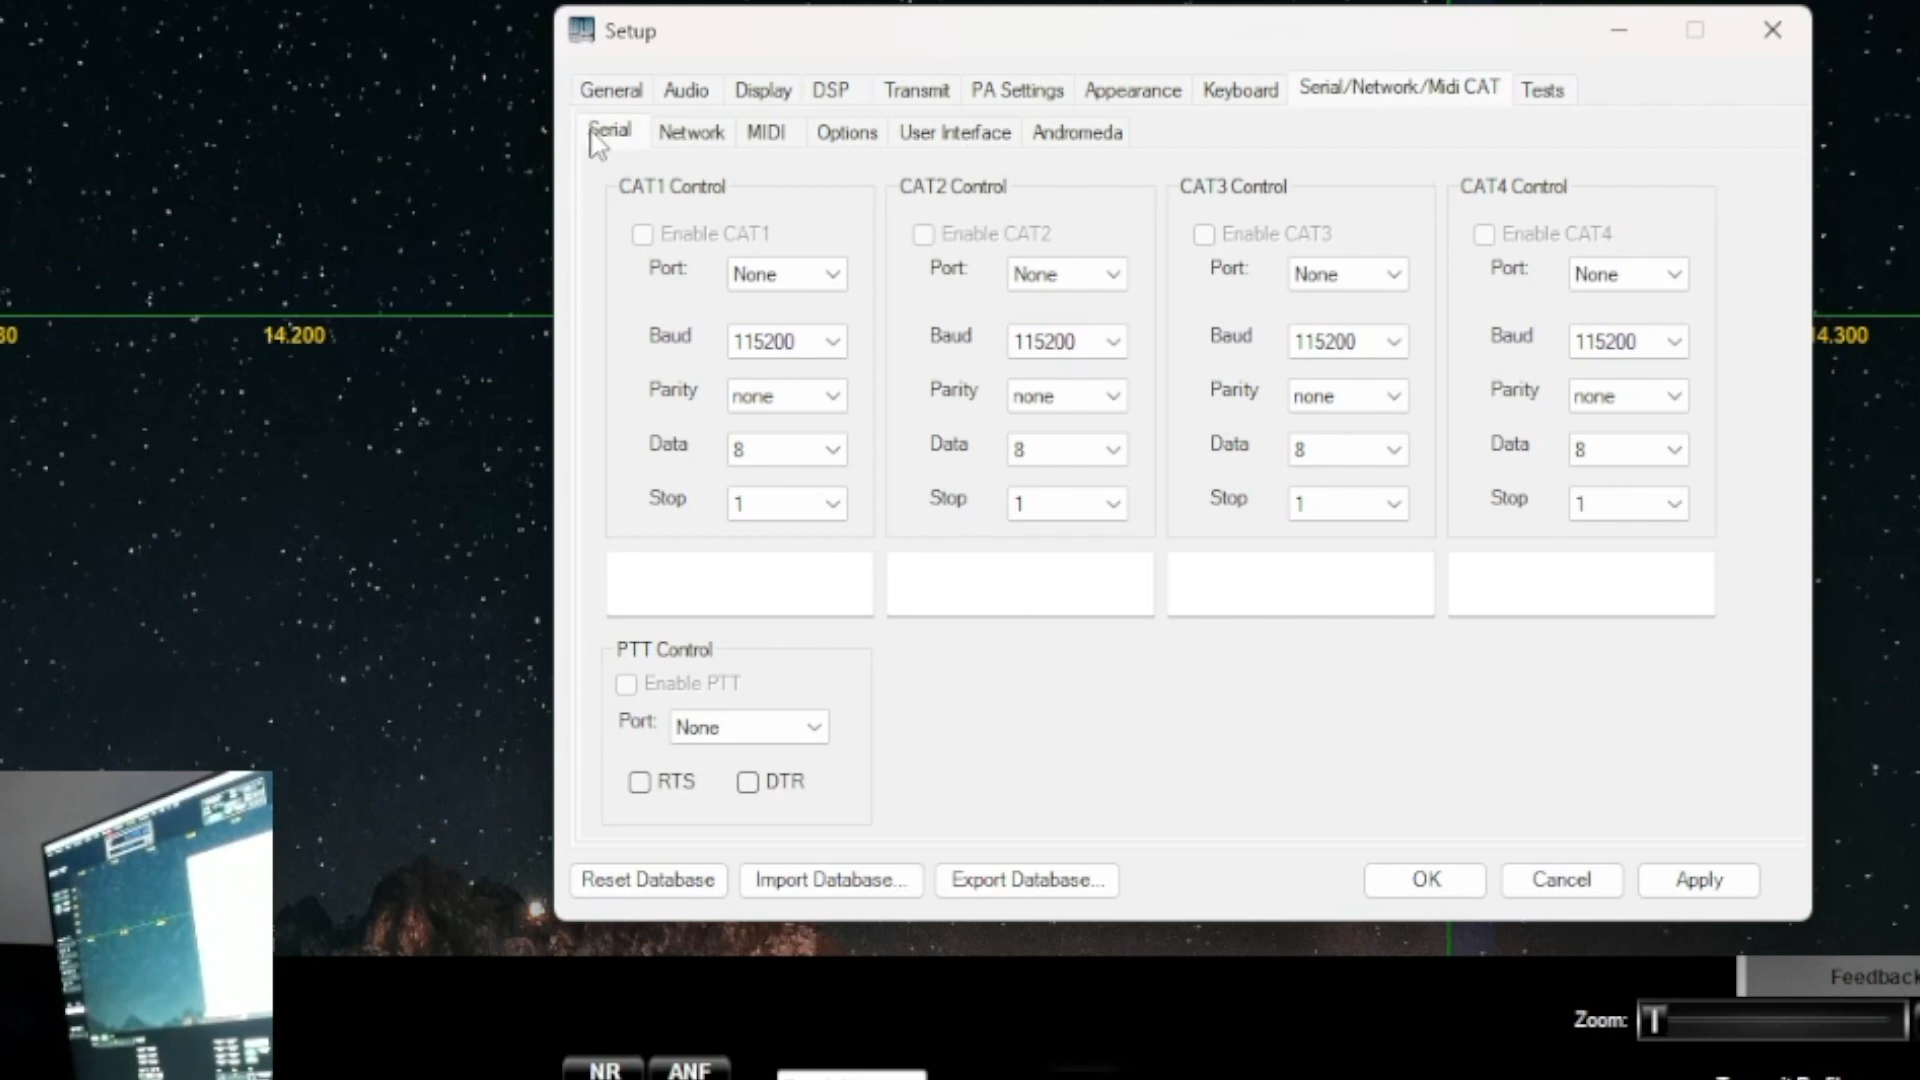 Setup
General Audio Display DSP Transmit PA Settings Appearance Keyboard Serial/Network/Midi CAT Tests
Serial Network MIDI Options User Interface Andromeda
CAT1 Control CAT2 Control CAT3 Control CAT4 Control
Enable CAT1 Enable CAT2 Enable CAT3 Enable CAT4
Port: None Port: None Port: None Port: None
Baud 115200 Baud 115200 Baud 115200 Baud 115200
14.200
Parity none Parity none Parity none Parity none
Data 8 Data 8 Data 8 Data 8
Stop 1 Stop 1 Stop 1 Stop 1
PTT Control
Enable PTT
Port: None
RTS DTR
Reset Database Import Database... Export Database... OK Cancel Apply
Feedback
Zoom:
NR ANF